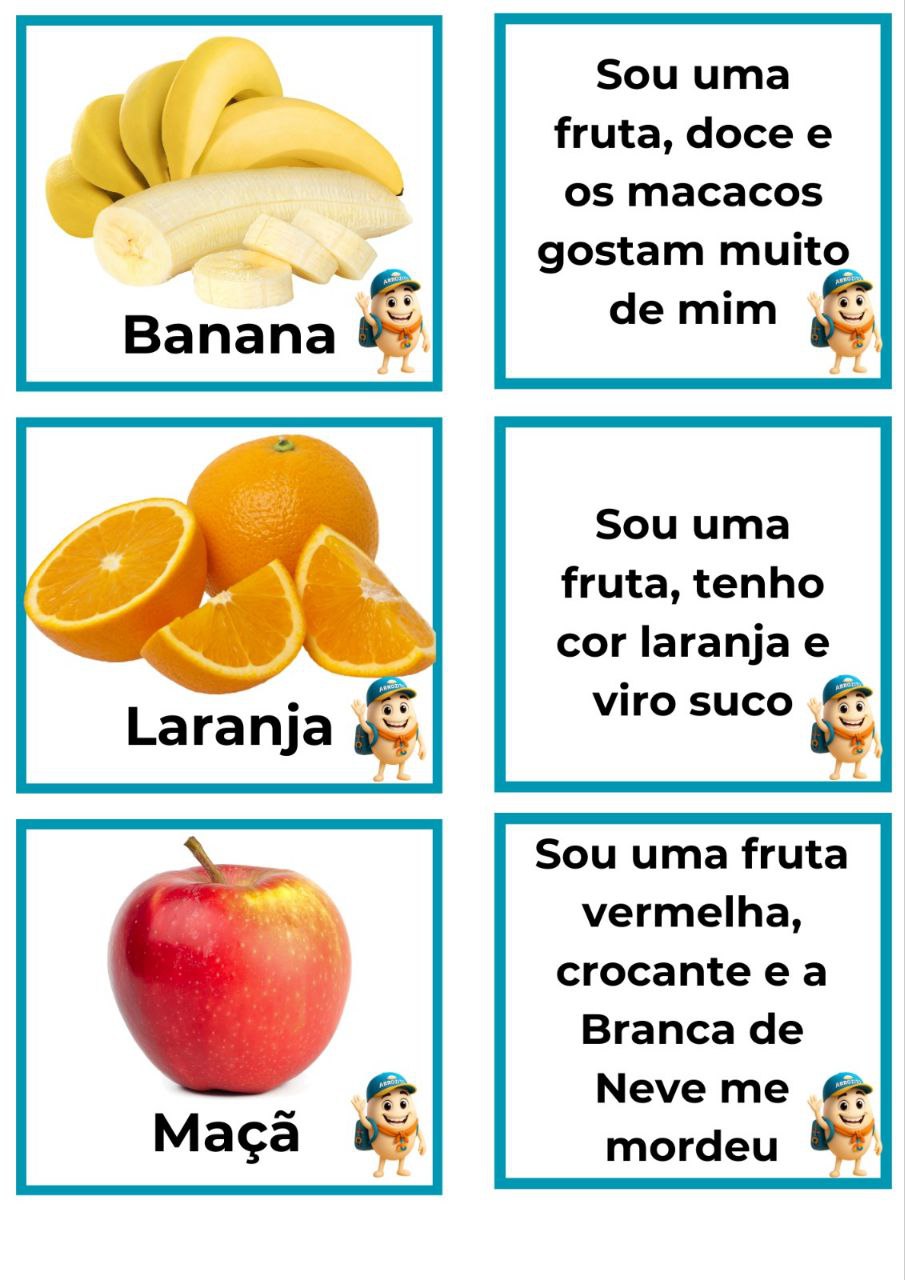 Banana
Sou uma
fruta, doce e
os macacos
gostam muito
de mim
Laranja
Sou uma
fruta, tenho
cor laranja e
viro suco
Maçã
Sou uma fruta
vermelha,
crocante e a
Branca de
Neve me
mordeu